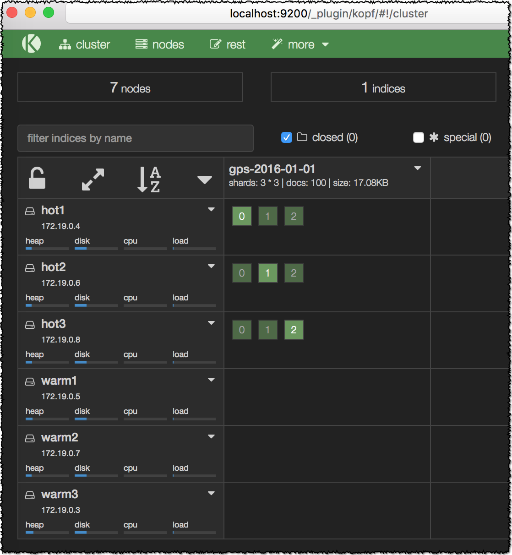 localhost:9200/_plugin/kopf/#!/cluster
cluster nodes rest more
7 nodes 1 indices
filter indices by name closed (0) special (0)
A Z
gps-2016-01-01
shards: 3 * 3 | docs: 100 | size: 17.08KB
hot1
172.19.0.4
heap disk cpu load
0 1 2
hot2
172.19.0.6
heap disk cpu load
0 1 2
hot3
172.19.0.8
heap disk cpu load
0 1 2
warm1
172.19.0.5
heap disk cpu load
warm2
172.19.0.7
heap disk cpu load
warm3
172.19.0.3
heap disk cpu load